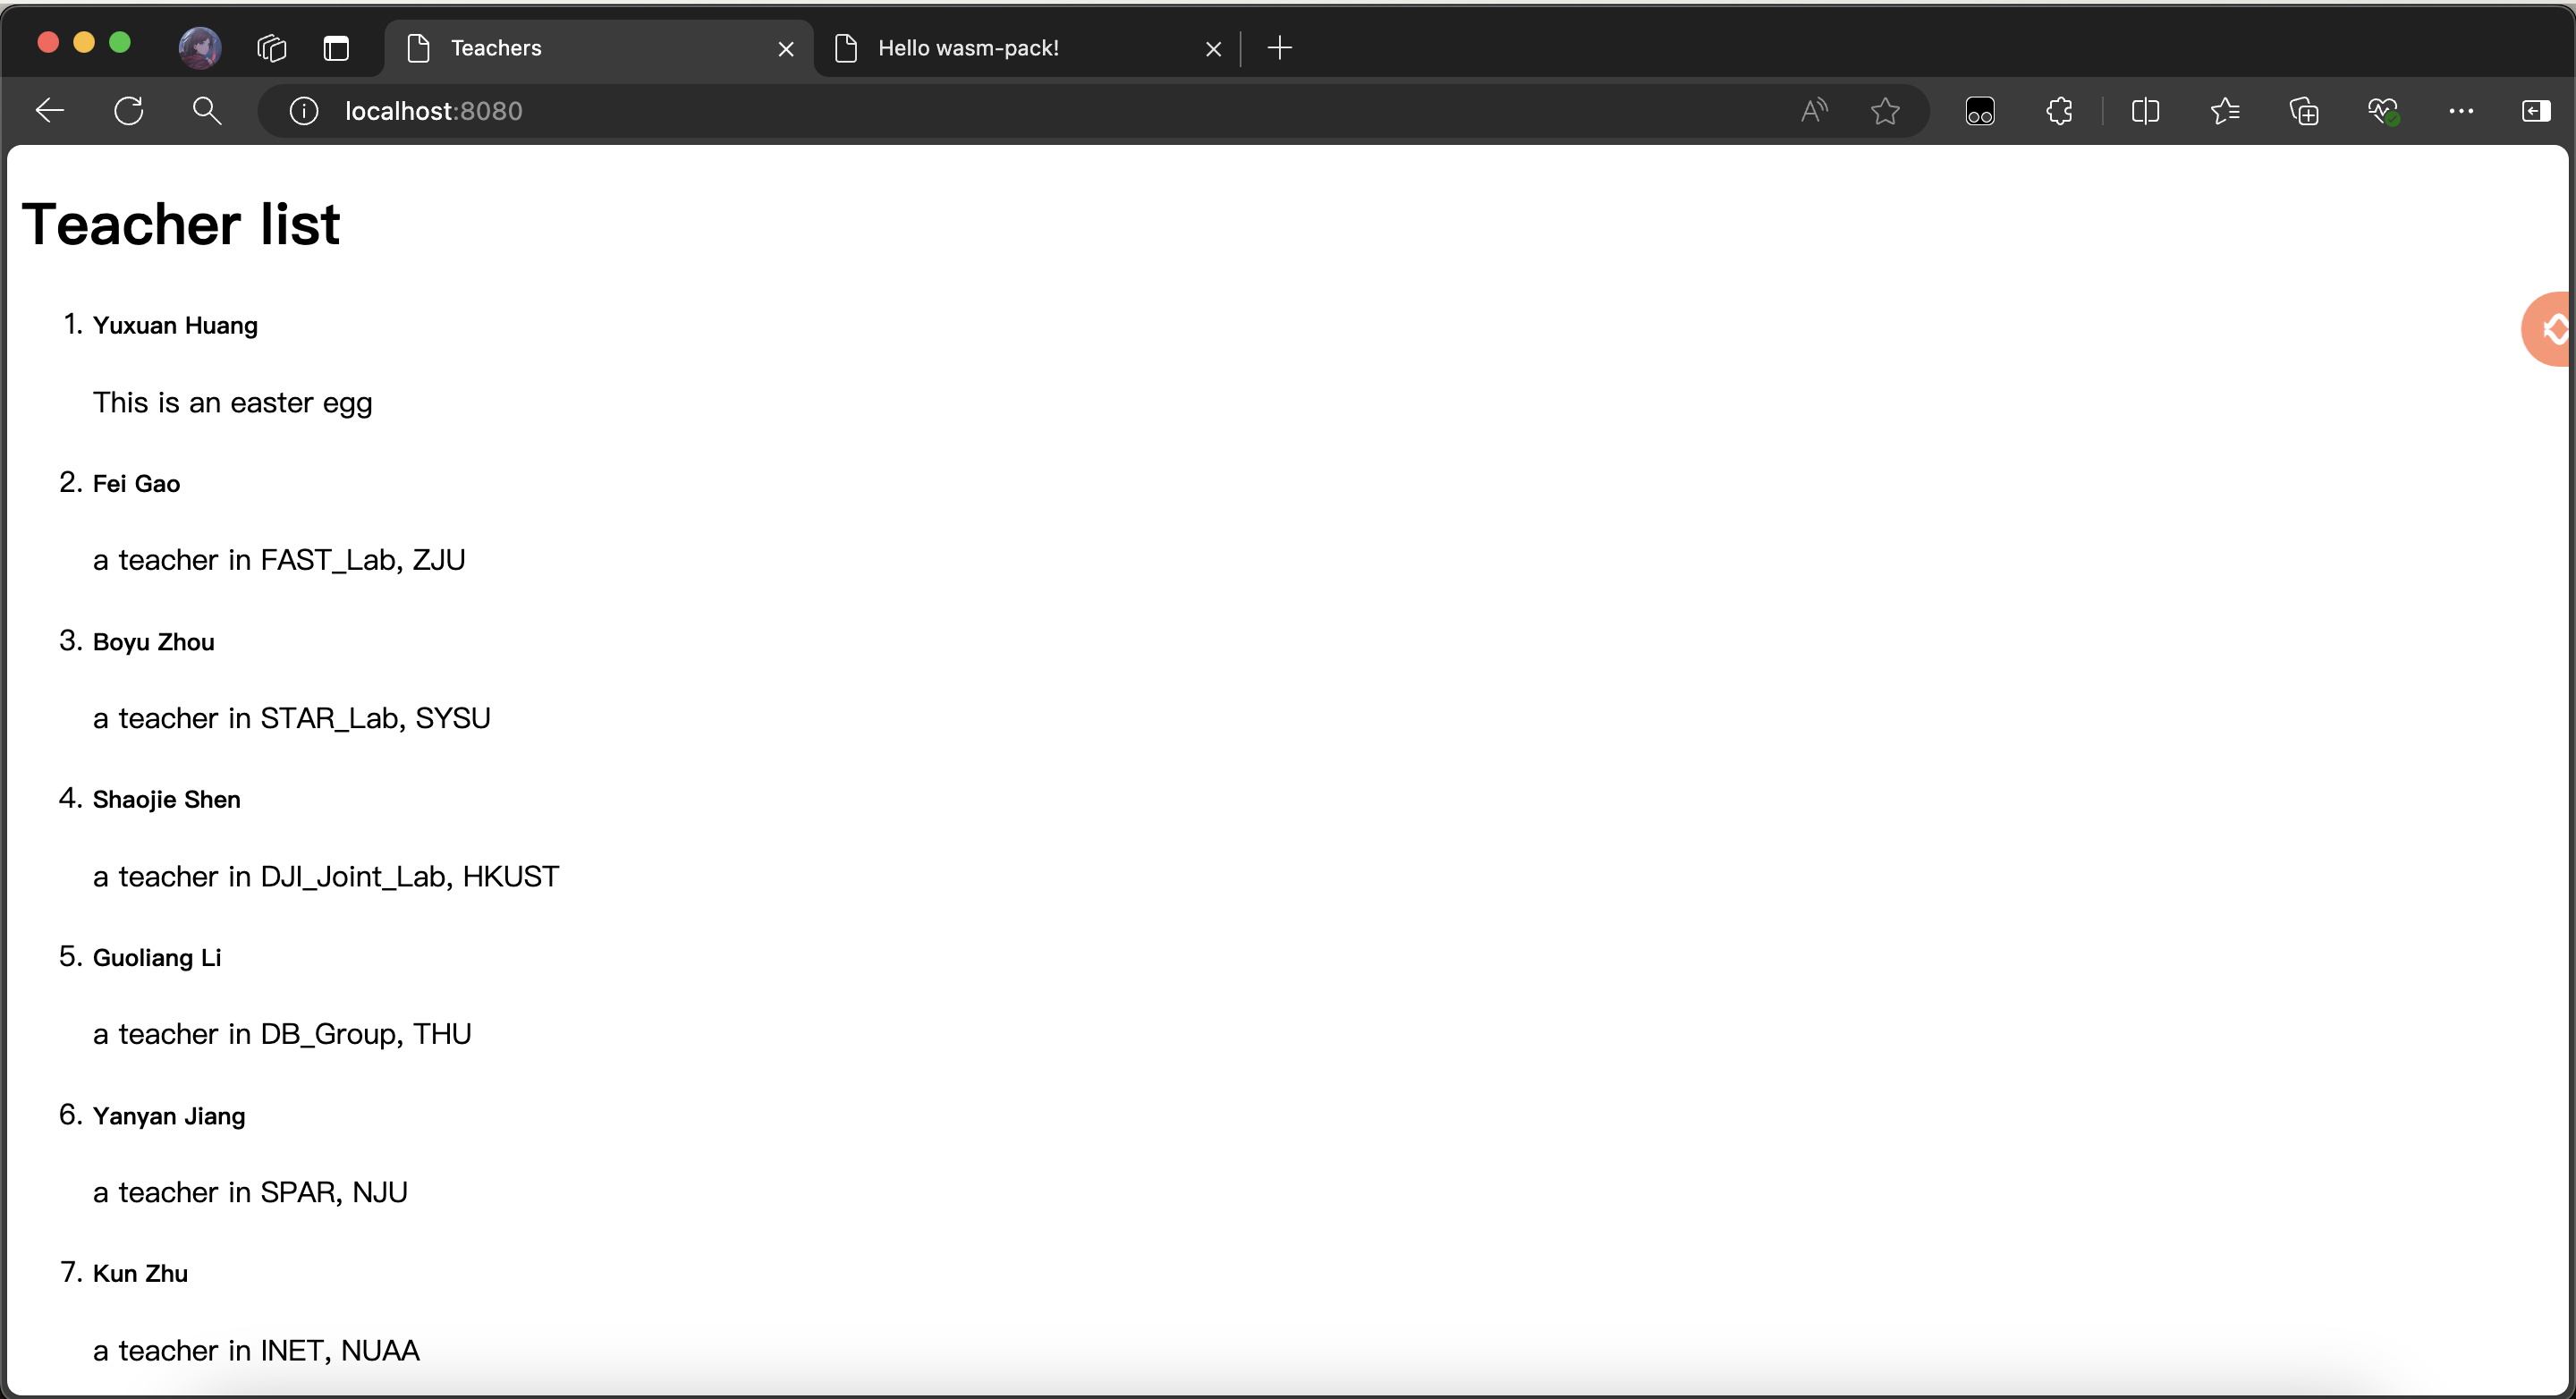 Teachers
Hello wasm-pack!
localhost:8080
Teacher list
1. Yuxuan Huang
This is an easter egg
2. Fei Gao
a teacher in FAST_Lab, ZJU
3. Boyu Zhou
a teacher in STAR_Lab, SYSU
4. Shaojie Shen
a teacher in DJI_Joint_Lab, HKUST
5. Guoliang Li
a teacher in DB_Group, THU
6. Yanyan Jiang
a teacher in SPAR, NJU
7. Kun Zhu
a teacher in INET, NUAA